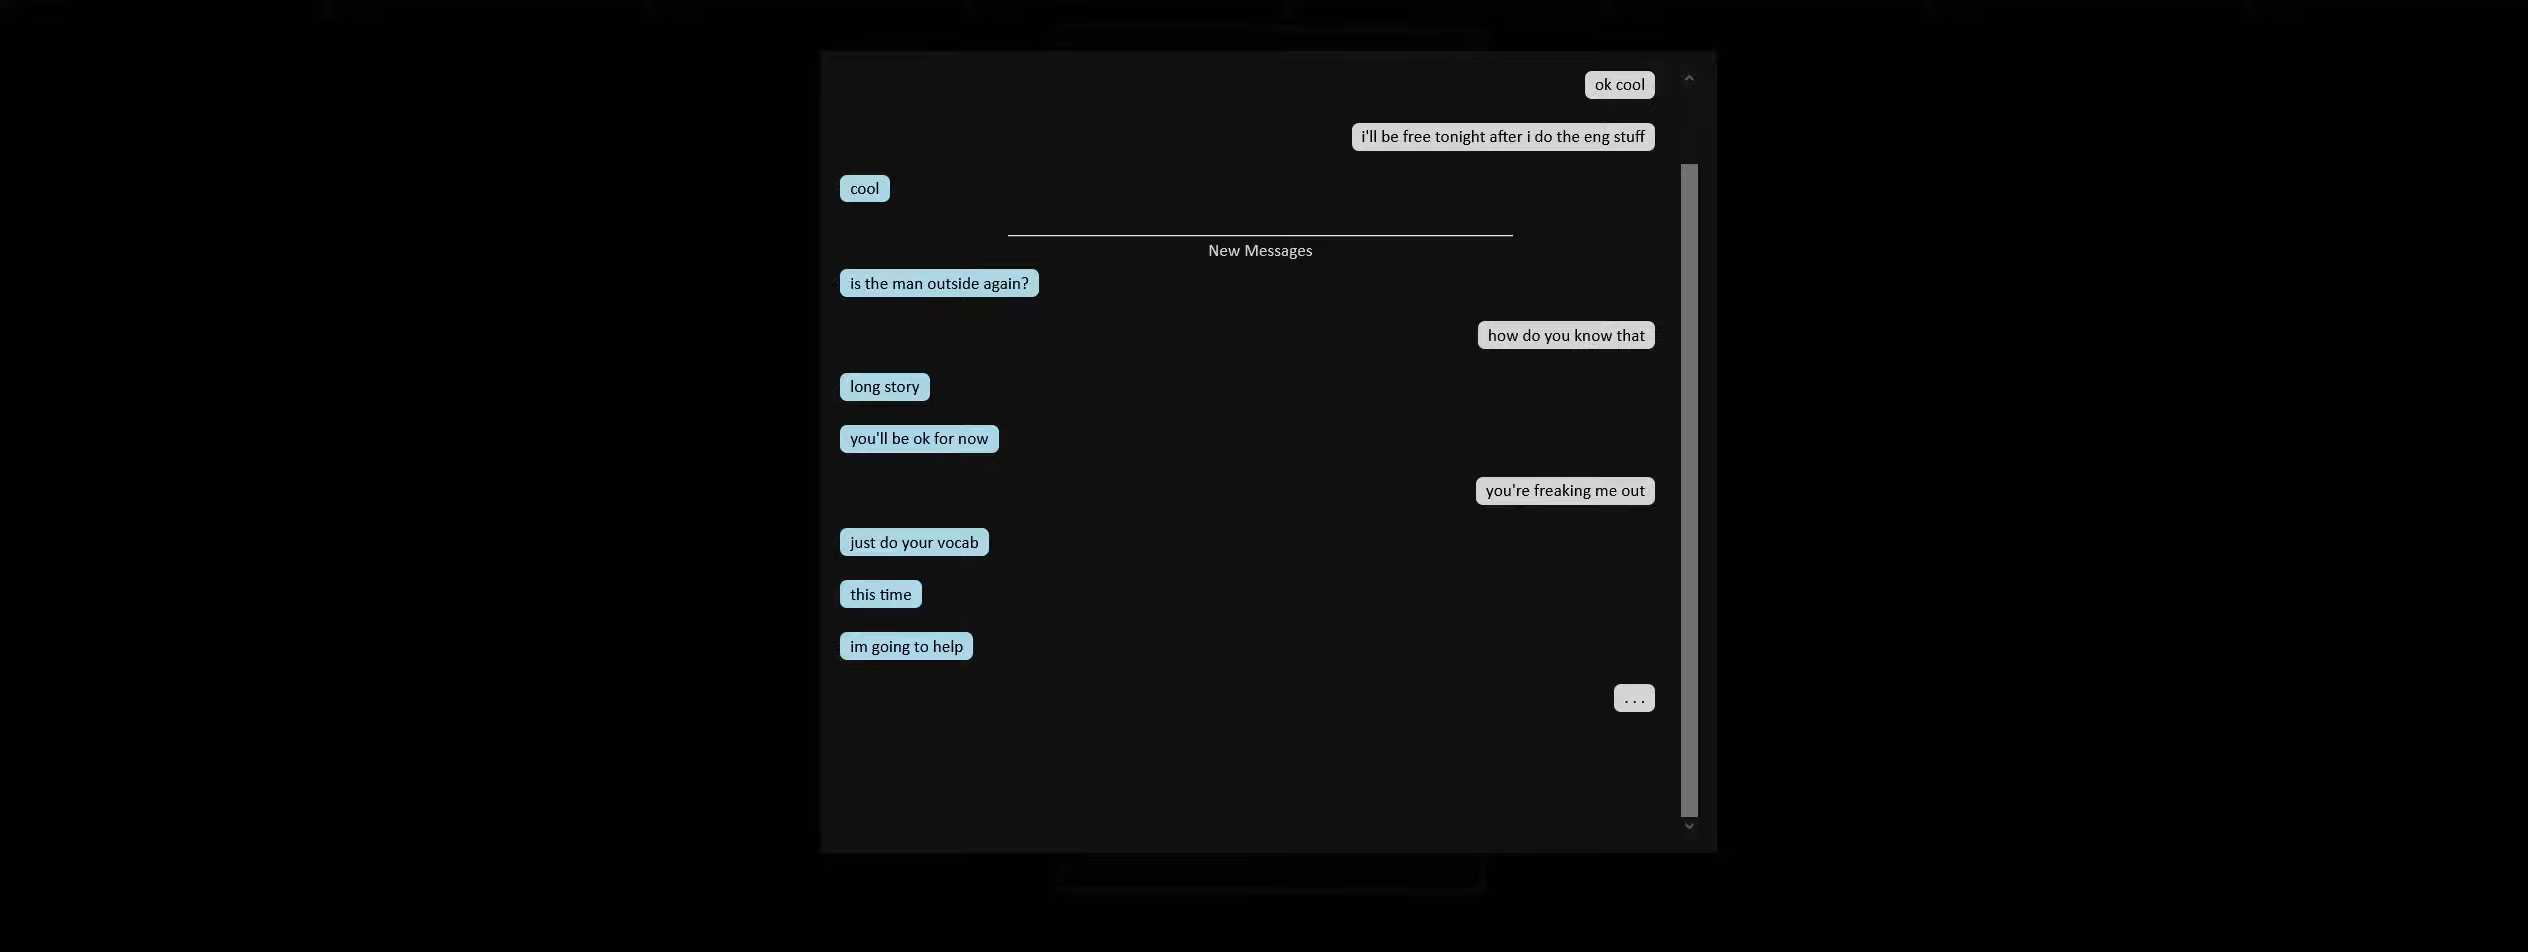 ok cool
i'll be free tonight after i do the eng stuff
cool
New Messages
is the man outside again?
how do you know that
long story
you'll be ok for now
you're freaking me out
just do your vocab
this time
im going to help
...